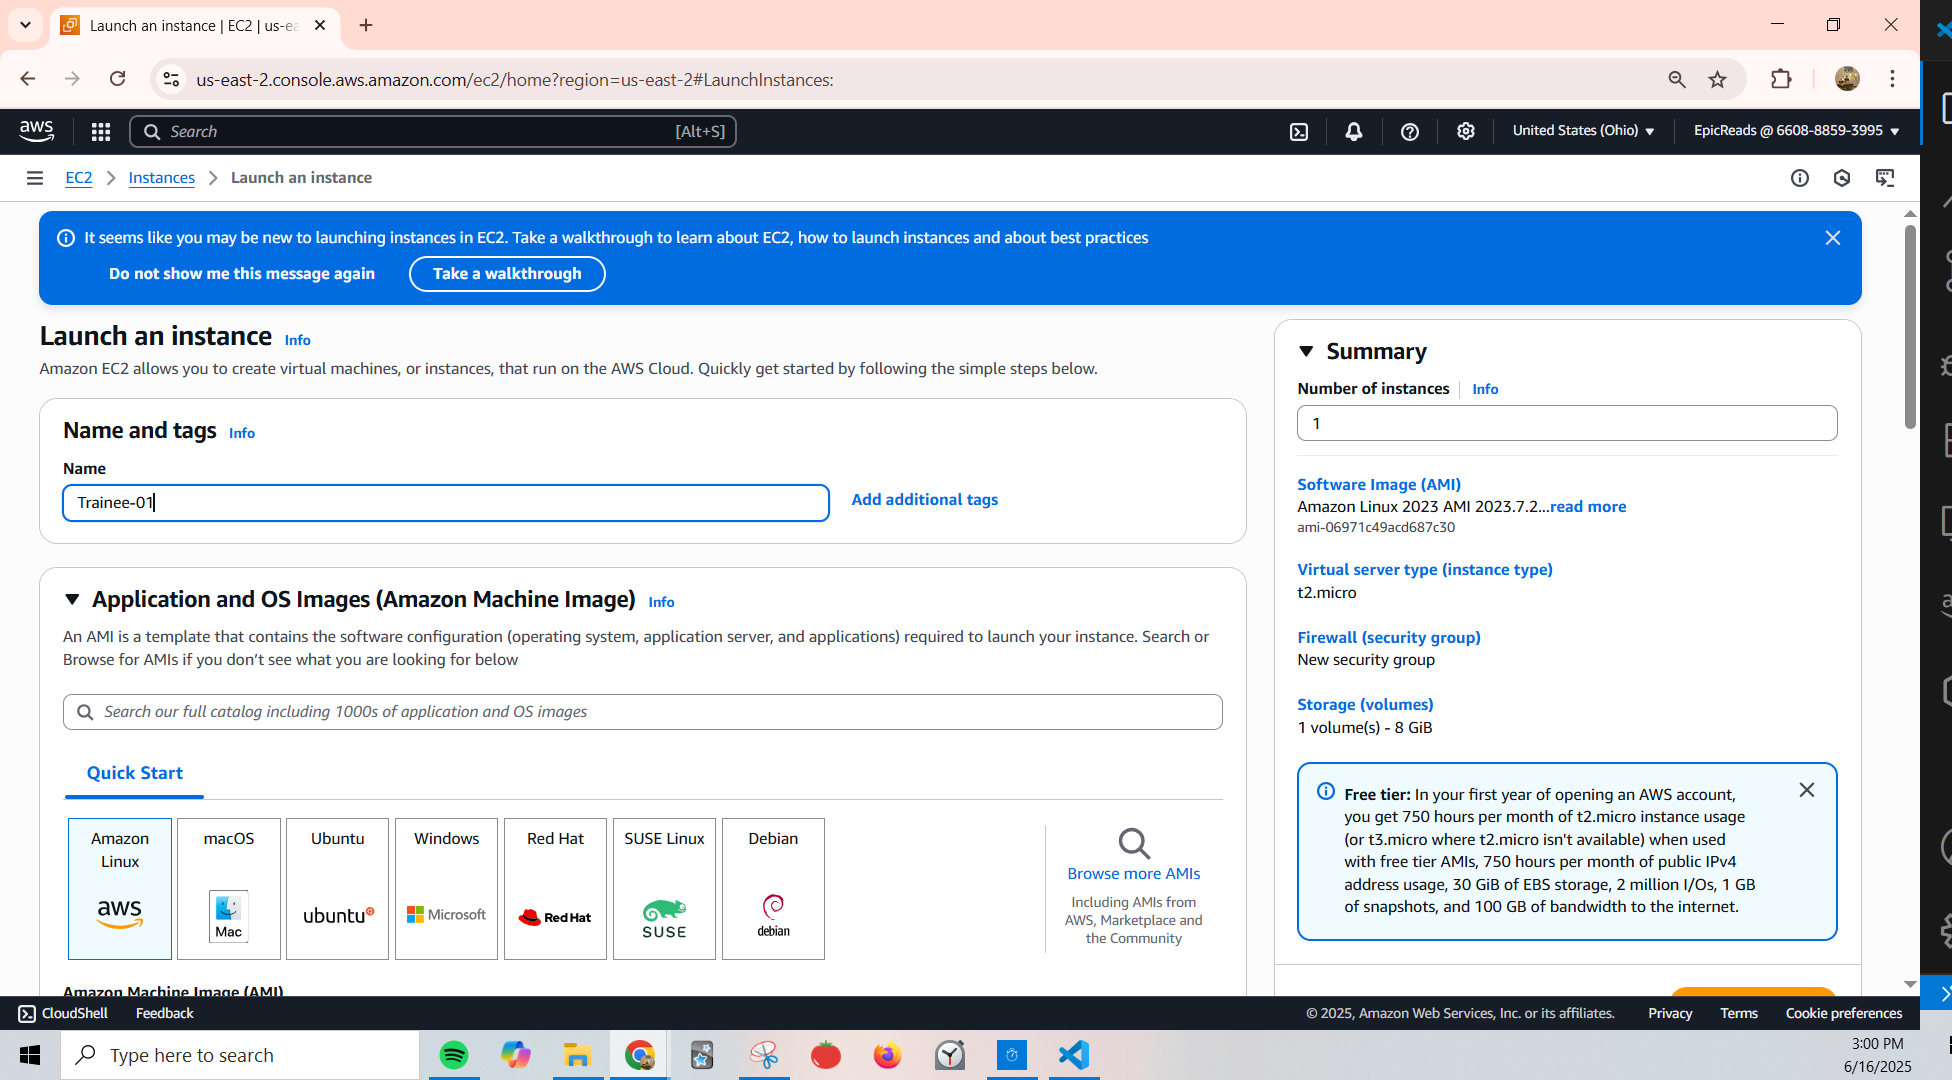 Launch an instance | EC2 | us-ea
us-east-2.console.aws.amazon.com/ec2/home?region=us-east-2#LaunchInstances:
aws
Search
[Alt+S]
United States (Ohio)
EpicReads @ 6608-8859-3995
EC2
Instances
Launch an instance
It seems like you may be new to launching instances in EC2. Take a walkthrough to learn about EC2, how to launch instances and about best practices
Do not show me this message again
Take a walkthrough
Launch an instance Info
Amazon EC2 allows you to create virtual machines, or instances, that run on the AWS Cloud. Quickly get started by following the simple steps below.
Name and tags Info
Name
Trainee-01
Add additional tags
Application and OS Images (Amazon Machine Image) Info
An AMI is a template that contains the software configuration (operating system, application server, and applications) required to launch your instance. Search or
Browse for AMIs if you don't see what you are looking for below
Search our full catalog including 1000s of application and OS images
Quick Start
Amazon
Linux
aws
macOS
Mac
Ubuntu
ubuntu
Windows
Microsoft
Red Hat
Red Hat
SUSE Linux
SUSE
Debian
debian
Browse more AMIs
Including AMIs from
AWS, Marketplace and
the Community
Amazon Machine Image (AMI)
Summary
Number of instances
Info
1
Software Image (AMI)
Amazon Linux 2023 AMI 2023.7.2...read more
ami-06971c49acd687c30
Virtual server type (instance type)
t2.micro
Firewall (security group)
New security group
Storage (volumes)
1 volume(s) - 8 GiB
Free tier: In your first year of opening an AWS account,
you get 750 hours per month of t2.micro instance usage
(or t3.micro where t2.micro isn't available) when used
with free tier AMIs, 750 hours per month of public IPv4
address usage, 30 GiB of EBS storage, 2 million I/Os, 1 GB
of snapshots, and 100 GB of bandwidth to the internet.
CloudShell
Feedback
© 2025, Amazon Web Services, Inc. or its affiliates.
Privacy
Terms
Cookie preferences
Type here to search
3:00 PM
6/16/2025